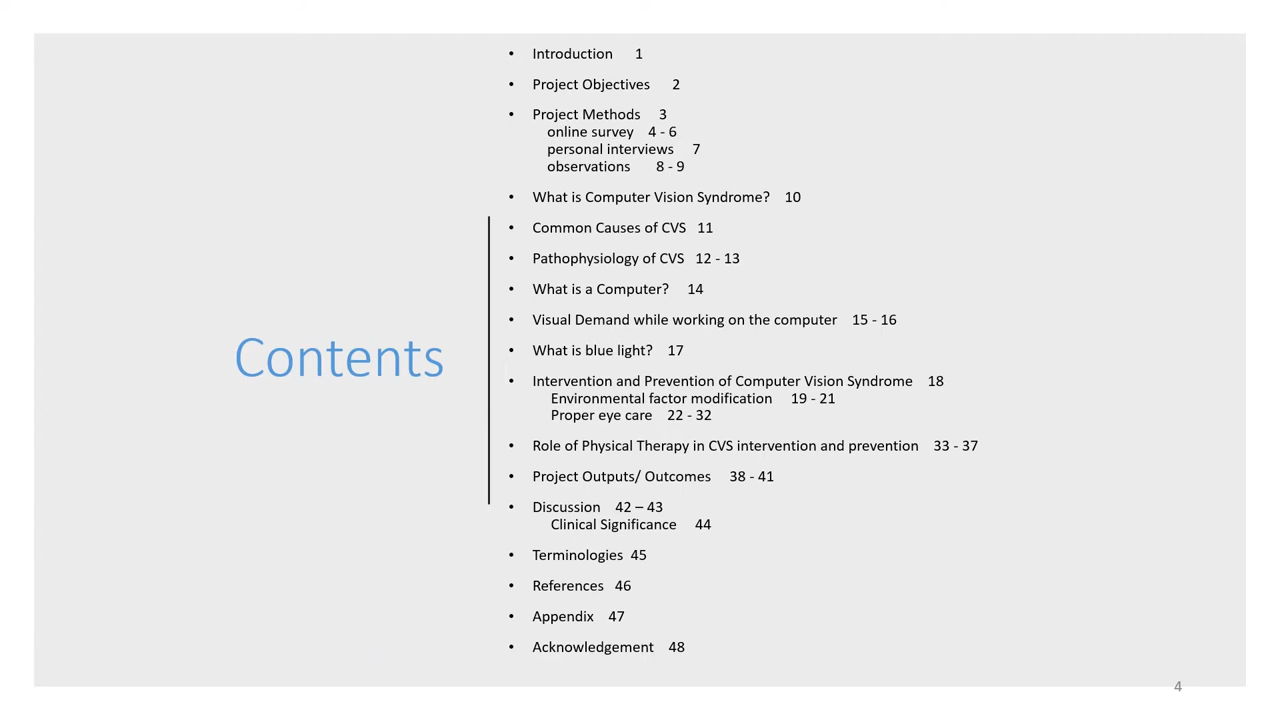 Contents
• Introduction 1
• Project Objectives 2
• Project Methods 3
online survey 4 - 6
personal interviews 7
observations 8 - 9
• What is Computer Vision Syndrome? 10
• Common Causes of CVS 11
• Pathophysiology of CVS 12 - 13
• What is a Computer? 14
• Visual Demand while working on the computer 15 - 16
• What is blue light? 17
• Intervention and Prevention of Computer Vision Syndrome 18
Environmental factor modification 19 - 21
Proper eye care 22 - 32
• Role of Physical Therapy in CVS intervention and prevention 33 - 37
• Project Outputs/ Outcomes 38 - 41
• Discussion 42 – 43
Clinical Significance 44
• Terminologies 45
• References 46
• Appendix 47
• Acknowledgement 48
4